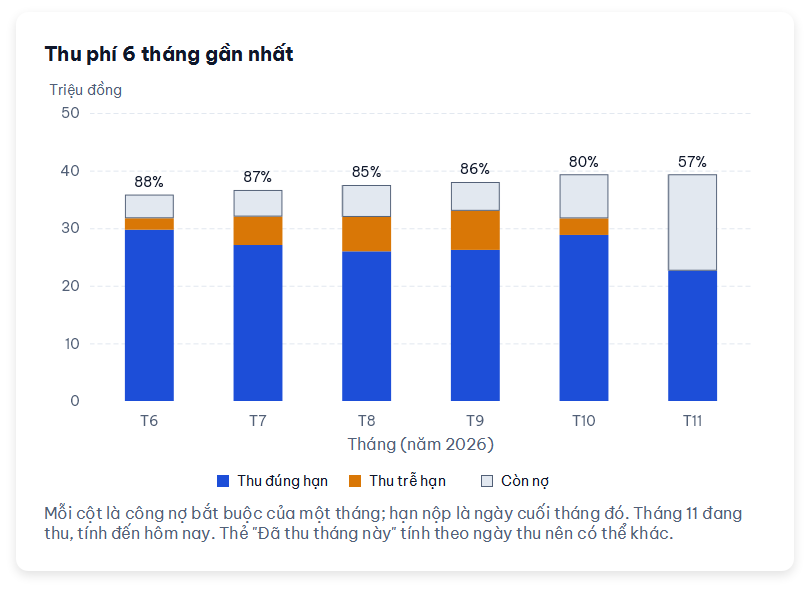 Thu phí 6 tháng gần nhất
Triệu đồng
50
40
30
20
10
0
88%
87%
85%
86%
80%
57%
T6
T7
T8
T9
T10
T11
Tháng (năm 2026)
Thu đúng hạn
Thu trễ hạn
Còn nợ
Mỗi cột là công nợ bắt buộc của một tháng; hạn nộp là ngày cuối tháng đó. Tháng 11 đang
thu, tính đến hôm nay. Thẻ "Đã thu tháng này" tính theo ngày thu nên có thể khác.